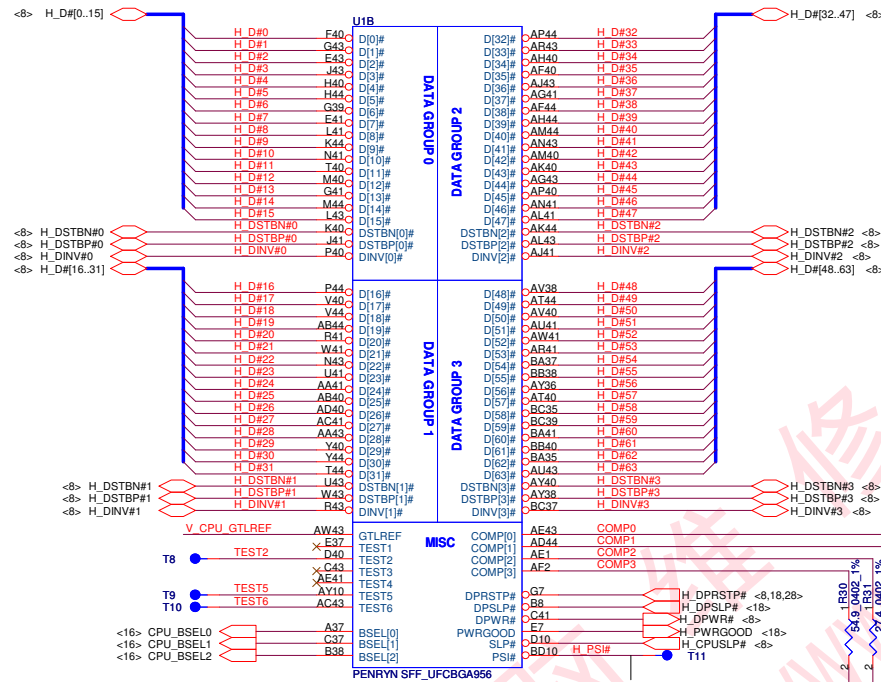 <8> H_D#[0..15] U1B H_D#[32..47] <8>
H_D#0 F40 D[0]# D[32]# AP44 H_D#32
H_D#1 G43 D[1]# D[33]# AR43 H_D#33
H_D#2 E43 D[2]# D[34]# AH40 H_D#34
H_D#3 J43 D[3]# D[35]# AF40 H_D#35
H_D#4 H40 D[4]# D[36]# AJ43 H_D#36
H_D#5 H44 D[5]# D[37]# AG41 H_D#37
H_D#6 G39 D[6]# D[38]# AF44 H_D#38
H_D#7 E41 D[7]# D[39]# AH44 H_D#39
H_D#8 L41 D[8]# D[40]# AM44 H_D#40
H_D#9 K44 D[9]# D[41]# AN43 H_D#41
H_D#10 N41 D[10]# D[42]# AM40 H_D#42
H_D#11 T40 D[11]# D[43]# AK40 H_D#43
H_D#12 M40 D[12]# D[44]# AG43 H_D#44
H_D#13 G41 D[13]# D[45]# AP40 H_D#45
H_D#14 M44 D[14]# D[46]# AN41 H_D#46
H_D#15 L43 D[15]# D[47]# AL41 H_D#47
<8> H_DSTBN#0 H_DSTBN#0 K40 DSTBN[0]# DSTBN[2]# AK44 H_DSTBN#2 H_DSTBN#2 <8>
<8> H_DSTBP#0 H_DSTBP#0 J41 DSTBP[0]# DSTBP[2]# AL43 H_DSTBP#2 H_DSTBP#2 <8>
<8> H_DINV#0 H_DINV#0 P40 DINV[0]# DINV[2]# AJ41 H_DINV#2 H_DINV#2 <8>
DATA GROUP 0
DATA GROUP 2
<8> H_D#[16..31] H_D#[48..63] <8>
H_D#16 P44 D[16]# D[48]# AV38 H_D#48
H_D#17 V40 D[17]# D[49]# AT44 H_D#49
H_D#18 V44 D[18]# D[50]# AV40 H_D#50
H_D#19 AB44 D[19]# D[51]# AU41 H_D#51
H_D#20 R41 D[20]# D[52]# AW41 H_D#52
H_D#21 W41 D[21]# D[53]# AR41 H_D#53
H_D#22 N43 D[22]# D[54]# BA37 H_D#54
H_D#23 U41 D[23]# D[55]# BB38 H_D#55
H_D#24 AA41 D[24]# D[56]# AY36 H_D#56
H_D#25 AB40 D[25]# D[57]# AT40 H_D#57
H_D#26 AD40 D[26]# D[58]# BC35 H_D#58
H_D#27 AC41 D[27]# D[59]# BC39 H_D#59
H_D#28 AA43 D[28]# D[60]# BA41 H_D#60
H_D#29 Y40 D[29]# D[61]# BB40 H_D#61
H_D#30 Y44 D[30]# D[62]# BA35 H_D#62
H_D#31 T44 D[31]# D[63]# AU43 H_D#63
<8> H_DSTBN#1 H_DSTBN#1 U43 DSTBN[1]# DSTBN[3]# AY40 H_DSTBN#3 H_DSTBN#3 <8>
<8> H_DSTBP#1 H_DSTBP#1 W43 DSTBP[1]# DSTBP[3]# AY38 H_DSTBP#3 H_DSTBP#3 <8>
<8> H_DINV#1 H_DINV#1 R43 DINV[1]# DINV[3]# BC37 H_DINV#3 H_DINV#3 <8>
DATA GROUP 1
DATA GROUP 3
MISC
V_CPU_GTLREF AW43 GTLREF COMP[0] AE43 COMP0
E37 TEST1 COMP[1] AD44 COMP1
T8 TEST2 D40 TEST2 COMP[2] AE1 COMP2
C43 TEST3 COMP[3] AF2 COMP3
AE41 TEST4
T9 TEST5 AY10 TEST5 DPRSTP# G7 H_DPRSTP# <8,18,28>
T10 TEST6 AC43 TEST6 DPSLP# B8 H_DPSLP# <18>
DPWR# C41 H_DPWR# <8>
<16> CPU_BSEL0 A37 BSEL[0] PWRGOOD E7 H_PWRGOOD <18>
<16> CPU_BSEL1 C37 BSEL[1] SLP# D10 H_CPUSLP# <8>
<16> CPU_BSEL2 B38 BSEL[2] PSI# BD10 H_PSI# T11
PENRYN SFF_UFCBGA956
1 R30 54.9_0402_1% 2
1 R31 27.4_0402_1% 2
维
修